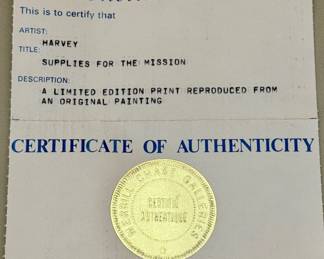 This is to certify that
ARTIST:
HARVEY
TITLE:
SUPPLIES FOR THE MISSION
DESCRIPTION:
A LIMITED EDITION PRINT REPRODUCED FROM
AN ORIGINAL PAINTING
CERTIFICATE OF AUTHENTICITY
MERRILL CHASE GALLERIES
CERTIFIÉ
AUTHENTIQUE